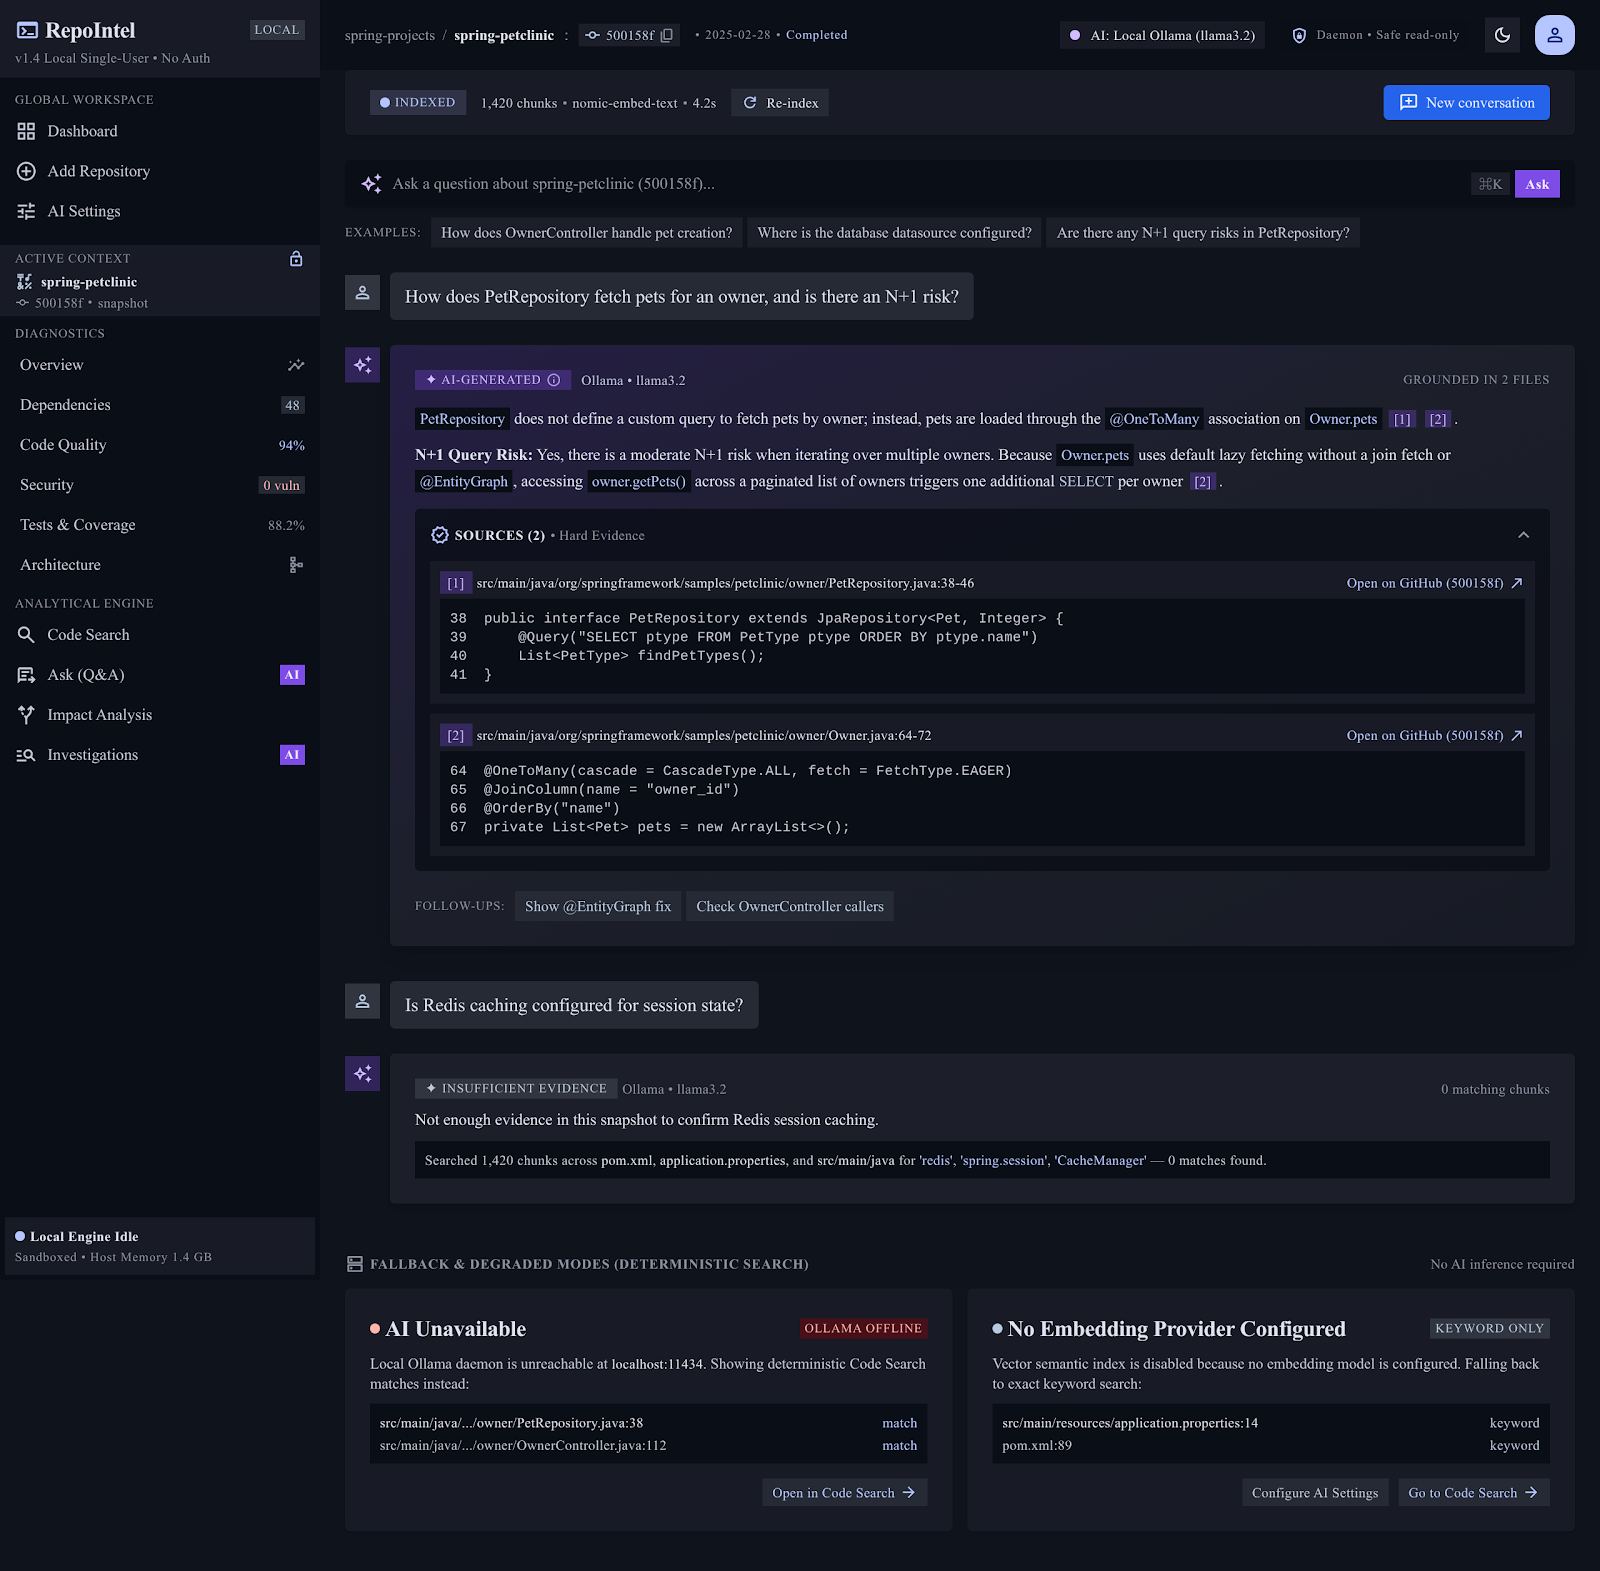 RepoIntel
LOCAL
v1.4 Local Single-User • No Auth
GLOBAL WORKSPACE
Dashboard
Add Repository
AI Settings
ACTIVE CONTEXT
spring-petclinic
500158f • snapshot
DIAGNOSTICS
Overview
Dependencies 48
Code Quality 94%
Security 0 vuln
Tests & Coverage 88.2%
Architecture
ANALYTICAL ENGINE
Code Search
Ask (Q&A) AI
Impact Analysis
Investigations AI
Local Engine Idle
Sandboxed • Host Memory 1.4 GB
spring-projects / spring-petclinic : 500158f • 2025-02-28 • Completed
AI: Local Ollama (llama3.2)
Daemon • Safe read-only
INDEXED 1,420 chunks • nomic-embed-text • 4.2s Re-index
New conversation
Ask a question about spring-petclinic (500158f)... ⌘K Ask
EXAMPLES: How does OwnerController handle pet creation? Where is the database datasource configured? Are there any N+1 query risks in PetRepository?
How does PetRepository fetch pets for an owner, and is there an N+1 risk?
✦ AI-GENERATED Ollama • llama3.2 GROUNDED IN 2 FILES
PetRepository does not define a custom query to fetch pets by owner; instead, pets are loaded through the @OneToMany association on Owner.pets [1] [2] .
N+1 Query Risk: Yes, there is a moderate N+1 risk when iterating over multiple owners. Because Owner.pets uses default lazy fetching without a join fetch or
@EntityGraph , accessing owner.getPets() across a paginated list of owners triggers one additional SELECT per owner [2] .
SOURCES (2) • Hard Evidence
[1] src/main/java/org/springframework/samples/petclinic/owner/PetRepository.java:38-46 Open on GitHub (500158f)
38 public interface PetRepository extends JpaRepository<Pet, Integer> {
39 @Query("SELECT ptype FROM PetType ptype ORDER BY ptype.name")
40 List<PetType> findPetTypes();
41 }
[2] src/main/java/org/springframework/samples/petclinic/owner/Owner.java:64-72 Open on GitHub (500158f)
64 @OneToMany(cascade = CascadeType.ALL, fetch = FetchType.EAGER)
65 @JoinColumn(name = "owner_id")
66 @OrderBy("name")
67 private List<Pet> pets = new ArrayList<>();
FOLLOW-UPS: Show @EntityGraph fix Check OwnerController callers
Is Redis caching configured for session state?
✦ INSUFFICIENT EVIDENCE Ollama • llama3.2 0 matching chunks
Not enough evidence in this snapshot to confirm Redis session caching.
Searched 1,420 chunks across pom.xml, application.properties, and src/main/java for 'redis', 'spring.session', 'CacheManager' — 0 matches found.
FALLBACK & DEGRADED MODES (DETERMINISTIC SEARCH) No AI inference required
AI Unavailable OLLAMA OFFLINE
Local Ollama daemon is unreachable at localhost:11434. Showing deterministic Code Search
matches instead:
src/main/java/.../owner/PetRepository.java:38 match
src/main/java/.../owner/OwnerController.java:112 match
Open in Code Search
No Embedding Provider Configured KEYWORD ONLY
Vector semantic index is disabled because no embedding model is configured. Falling back
to exact keyword search:
src/main/resources/application.properties:14 keyword
pom.xml:89 keyword
Configure AI Settings Go to Code Search